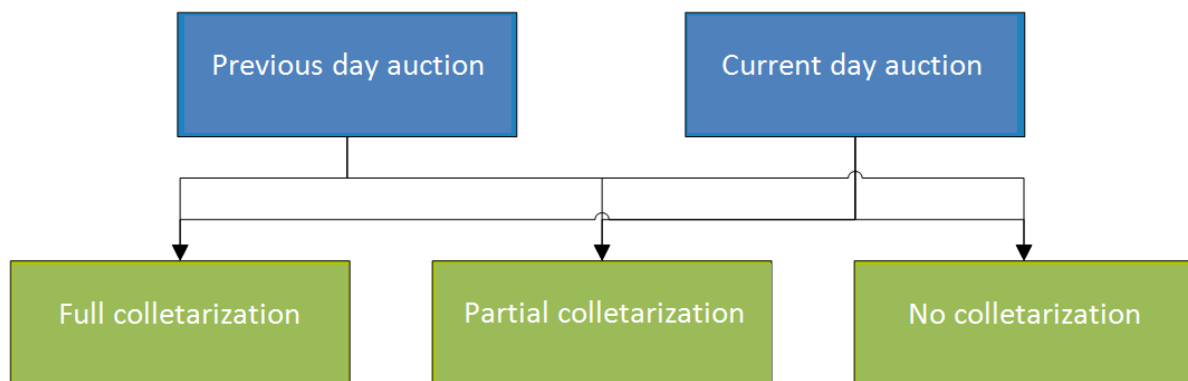 Previous day auction
Current day auction
Full colletarization
Partial colletarization
No colletarization